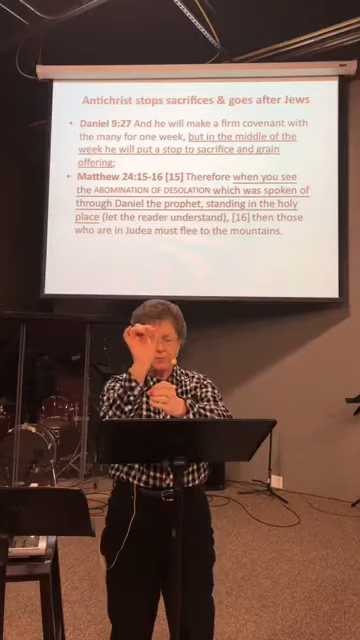 Antichrist stops sacrifices & goes after Jews
• Daniel 9:27 And he will make a firm covenant with
the many for one week, but in the middle of the
week he will put a stop to sacrifice and grain
offering;
• Matthew 24:15-16 [15] Therefore when you see
the ABOMINATION OF DESOLATION which was spoken of
through Daniel the prophet, standing in the holy
place (let the reader understand), [16] then those
who are in Judea must flee to the mountains.